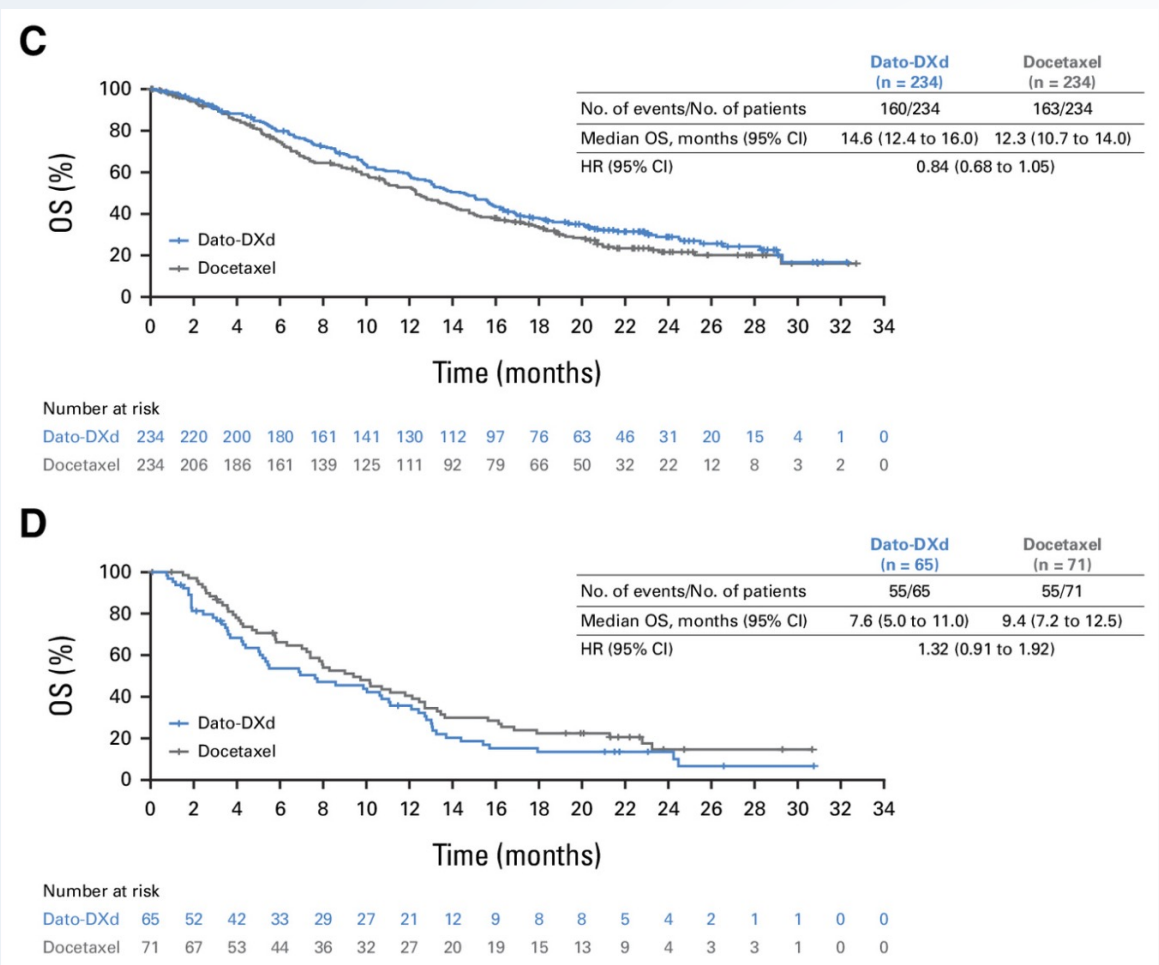 C
Dato-DXd Docetaxel
(n = 234) (n = 234)
No. of events/No. of patients 160/234 163/234
Median OS, months (95% CI) 14.6 (12.4 to 16.0) 12.3 (10.7 to 14.0)
HR (95% CI) 0.84 (0.68 to 1.05)
OS (%)
100
80
60
40
20
0
Dato-DXd
Docetaxel
0 2 4 6 8 10 12 14 16 18 20 22 24 26 28 30 32 34
Time (months)
Number at risk
Dato-DXd 234 220 200 180 161 141 130 112 97 76 63 46 31 20 15 4 1 0
Docetaxel 234 206 186 161 139 125 111 92 79 66 50 32 22 12 8 3 2 0
D
Dato-DXd Docetaxel
(n = 65) (n = 71)
No. of events/No. of patients 55/65 55/71
Median OS, months (95% CI) 7.6 (5.0 to 11.0) 9.4 (7.2 to 12.5)
HR (95% CI) 1.32 (0.91 to 1.92)
OS (%)
100
80
60
40
20
0
Dato-DXd
Docetaxel
0 2 4 6 8 10 12 14 16 18 20 22 24 26 28 30 32 34
Time (months)
Number at risk
Dato-DXd 65 52 42 33 29 27 21 12 9 8 8 5 4 2 1 1 0 0
Docetaxel 71 67 53 44 36 32 27 20 19 15 13 9 4 3 3 1 0 0